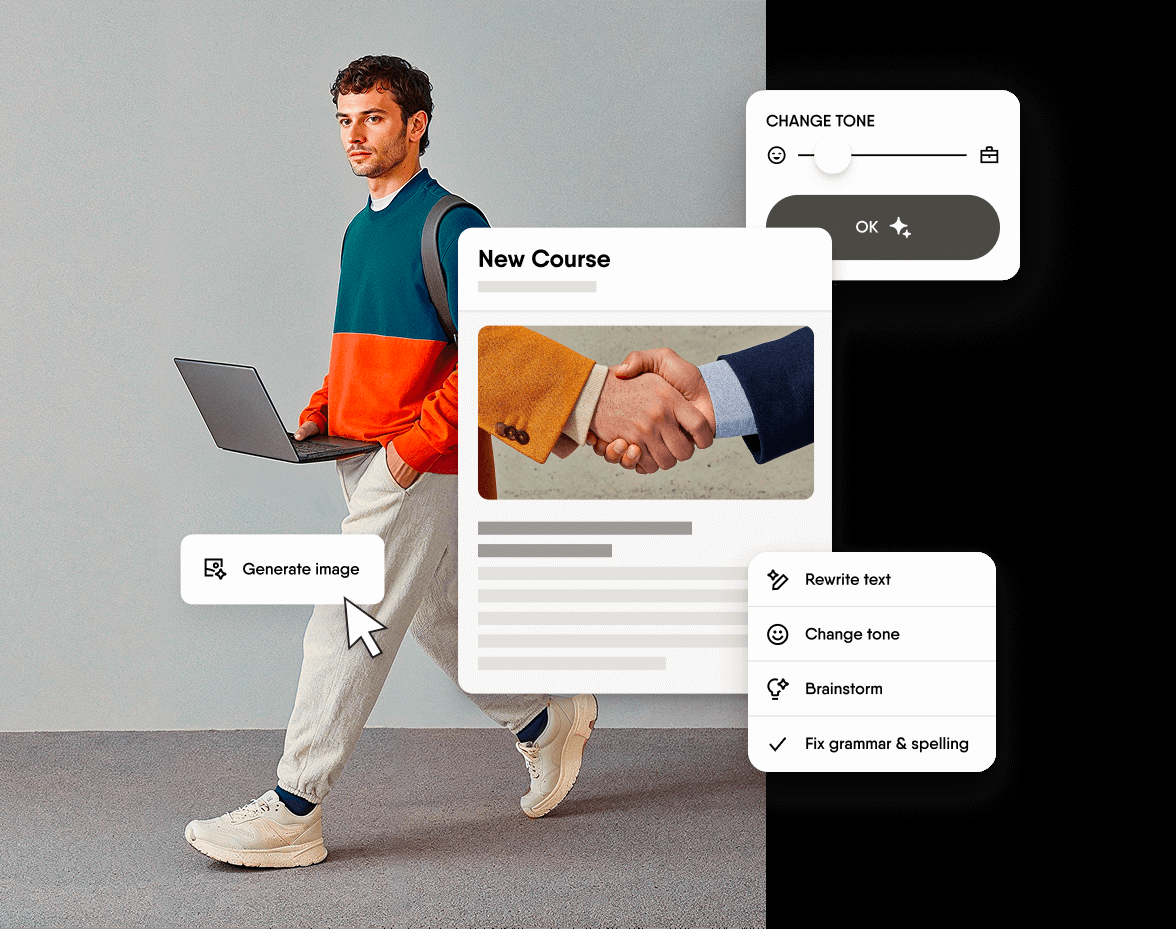 CHANGE TONE
OK
New Course
Generate image
Rewrite text
Change tone
Brainstorm
Fix grammar & spelling